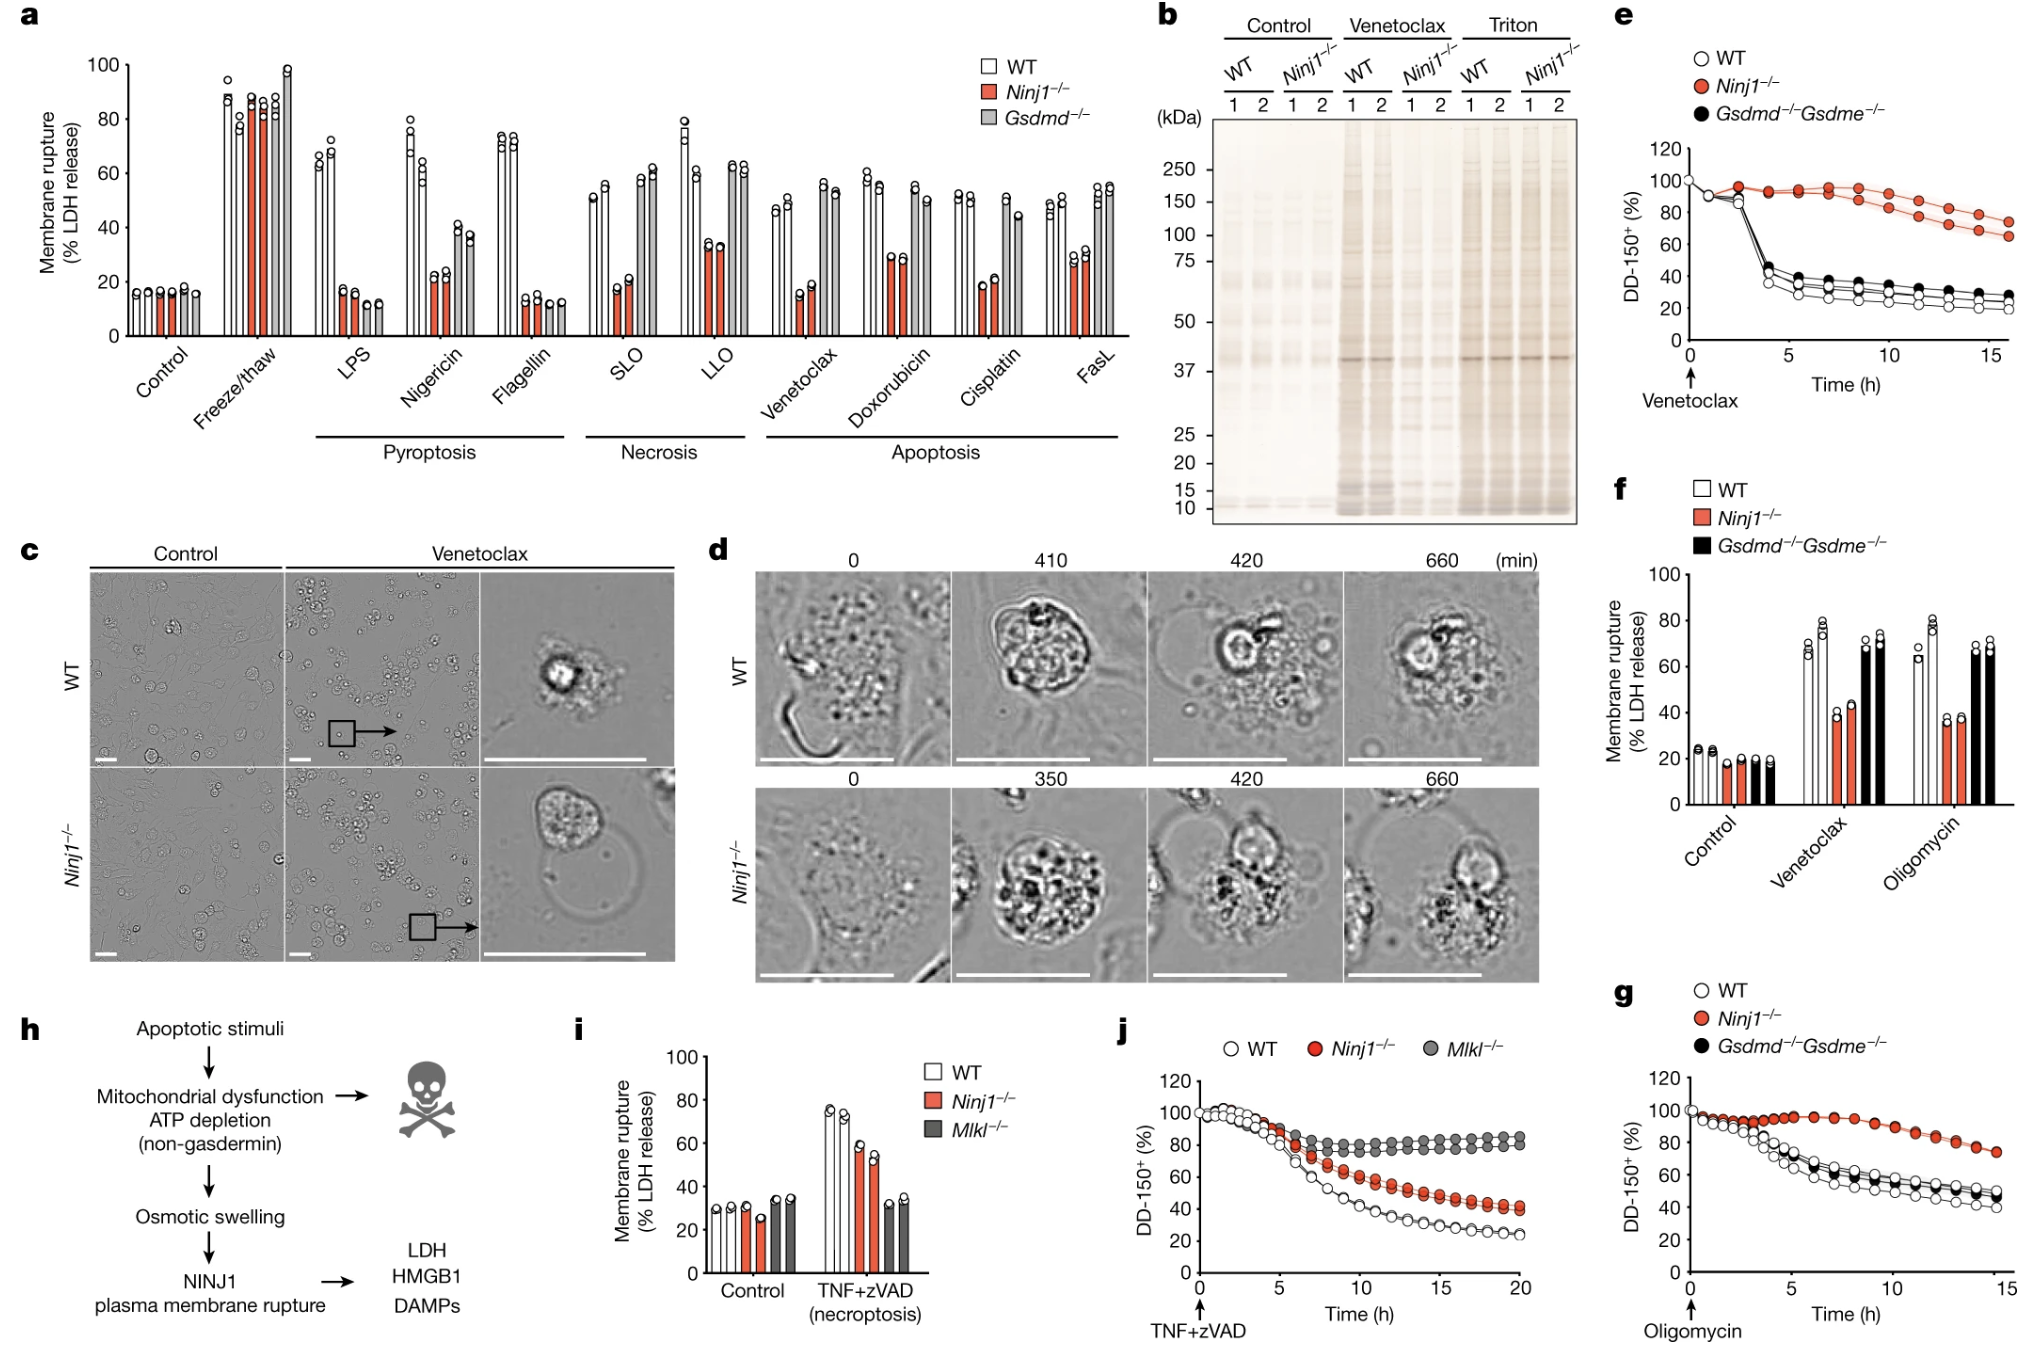 a
100
80
60
40
20
0
Membrane rupture
(% LDH release)
WT
Ninj1−/−
Gsdmd−/−
Control
Freeze/thaw
LPS
Nigericin
Flagellin
SLO
LLO
Venetoclax
Doxorubicin
Cisplatin
FasL
Pyroptosis
Necrosis
Apoptosis
b
Control Venetoclax Triton
WT Ninj1−/− WT Ninj1−/− WT Ninj1−/−
1 2 1 2 1 2 1 2 1 2 1 2
(kDa)
250
150
100
75
50
37
25
20
15
10
c
Control Venetoclax
WT
Ninj1−/−
d
0 410 420 660 (min)
WT
0 350 420 660
Ninj1−/−
e
WT
Ninj1−/−
Gsdmd−/−Gsdme−/−
120
100
80
60
40
20
0
DD-150+ (%)
0 5 10 15
Time (h)
Venetoclax
f
WT
Ninj1−/−
Gsdmd−/−Gsdme−/−
100
80
60
40
20
0
Membrane rupture
(% LDH release)
Control
Venetoclax
Oligomycin
g
WT
Ninj1−/−
Gsdmd−/−Gsdme−/−
120
100
80
60
40
20
0
DD-150+ (%)
0 5 10 15
Time (h)
Oligomycin
h
Apoptotic stimuli
Mitochondrial dysfunction
ATP depletion
(non-gasdermin)
Osmotic swelling
NINJ1
plasma membrane rupture
LDH
HMGB1
DAMPs
i
100
80
60
40
20
0
Membrane rupture
(% LDH release)
WT
Ninj1−/−
Mlkl−/−
Control
TNF+zVAD
(necroptosis)
j
WT Ninj1−/− Mlkl−/−
120
100
80
60
40
20
0
DD-150+ (%)
0 5 10 15 20
Time (h)
TNF+zVAD